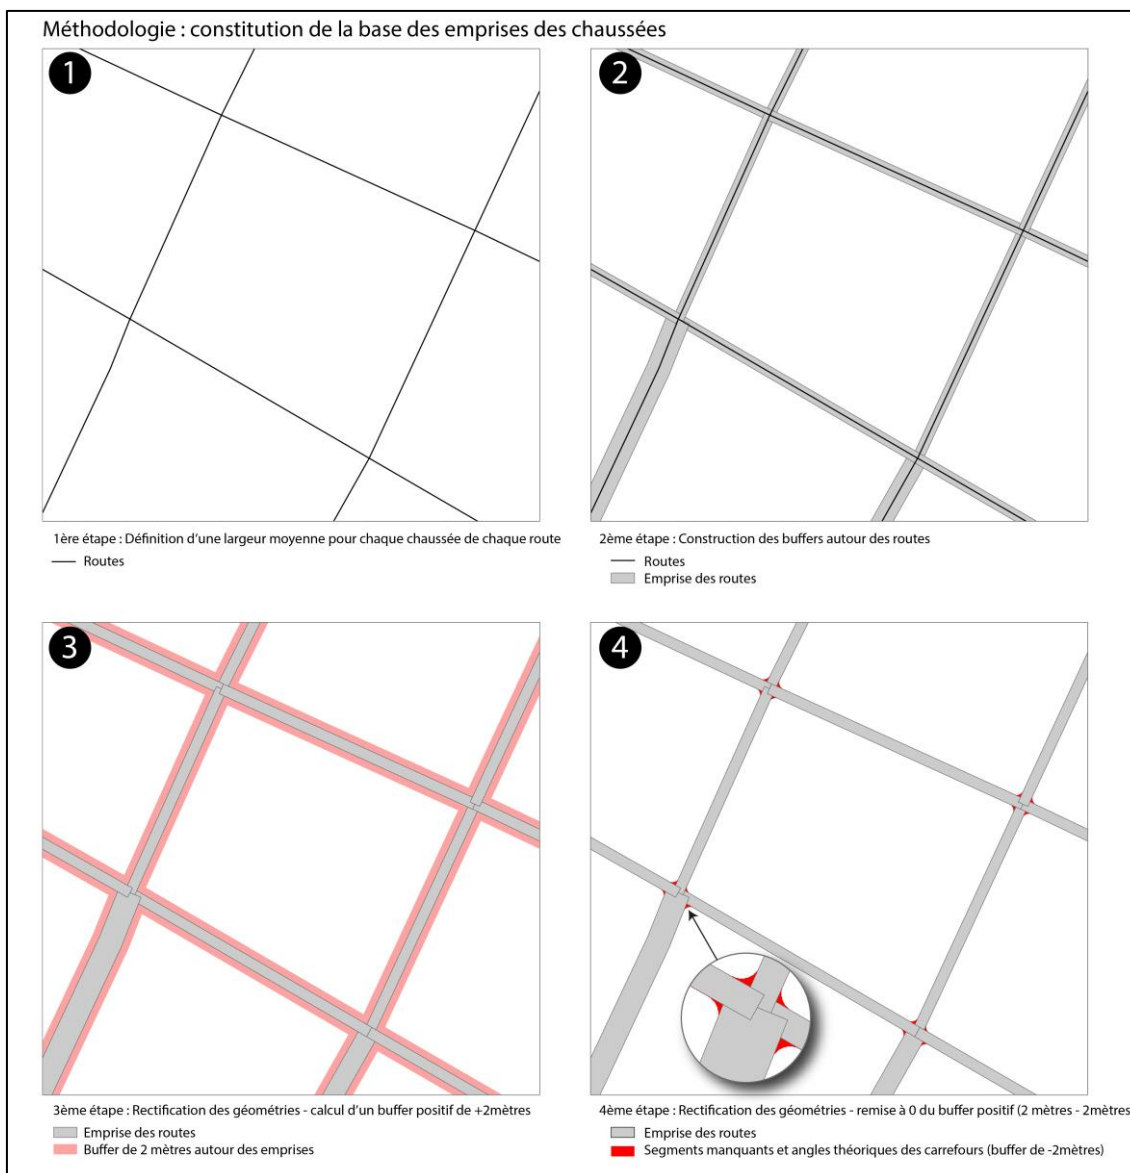 Méthodologie : constitution de la base des emprises des chaussées
1
2
1ère étape : Définition d'une largeur moyenne pour chaque chaussée de chaque route
Routes
2ème étape : Construction des buffers autour des routes
Routes
Emprise des routes
3
4
3ème étape : Rectification des géométries - calcul d'un buffer positif de +2mètres
Emprise des routes
Buffer de 2 mètres autour des emprises
4ème étape : Rectification des géométries - remise à 0 du buffer positif (2 mètres - 2mètres
Emprise des routes
Segments manquants et angles théoriques des carrefours (buffer de -2mètres)